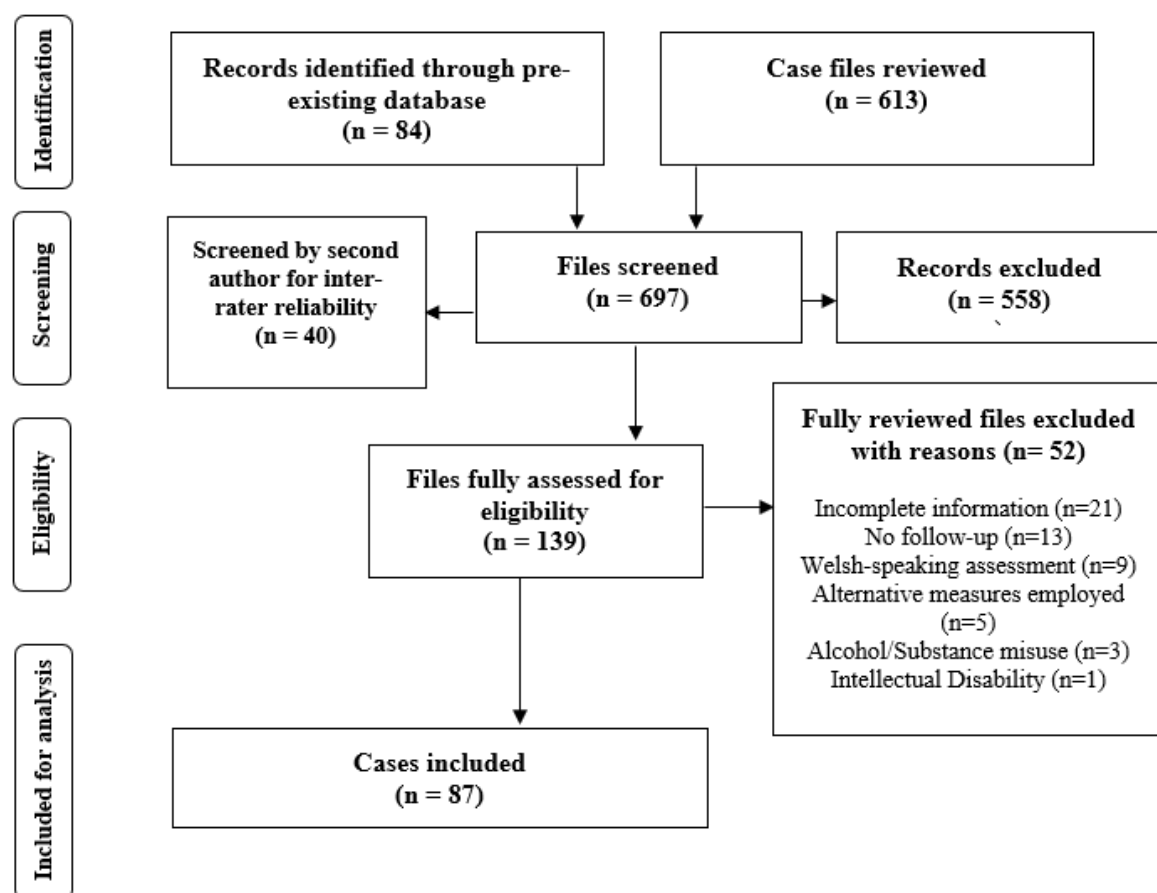 Identification
Records identified through pre-
existing database
(n = 84)
Case files reviewed
(n = 613)
Screening
Screened by second
author for inter-
rater reliability
(n = 40)
Files screened
(n = 697)
Records excluded
(n = 558)
`
Eligibility
Files fully assessed for
eligibility
(n = 139)
Fully reviewed files excluded
with reasons (n= 52)
Incomplete information (n=21)
No follow-up (n=13)
Welsh-speaking assessment (n=9)
Alternative measures employed
(n=5)
Alcohol/Substance misuse (n=3)
Intellectual Disability (n=1)
Included for analysis
Cases included
(n = 87)